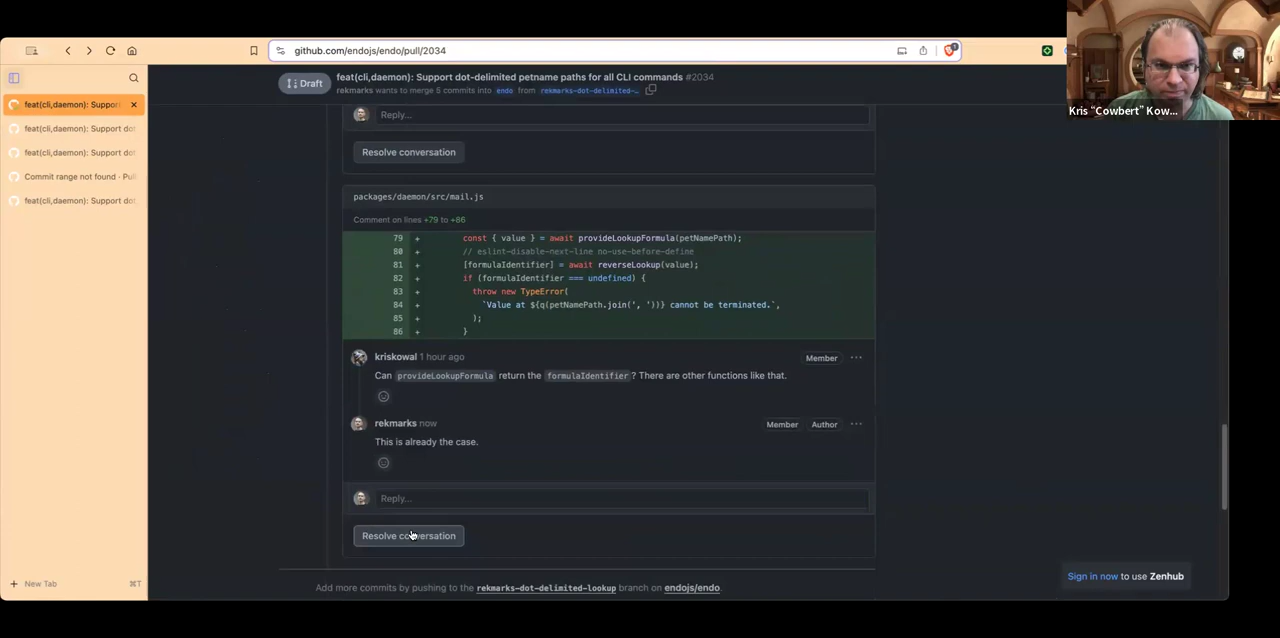 github.com/endojs/endo/pull/2034
Kris "Cowbert" Kow...
feat(cli,daemon): Suppor
feat(cli,daemon): Support dot
feat(cli,daemon): Support dot
Commit range not found · Pull
feat(cli,daemon): Support dot
New Tab
⌘T
Draft
feat(cli,daemon): Support dot-delimited petname paths for all CLI commands #2034
rekmarks wants to merge 5 commits into endo from rekmarks-dot-delimited-…
Reply...
Resolve conversation
packages/daemon/src/mail.js
Comment on lines +79 to +86
79 + const { value } = await provideLookupFormula(petNamePath);
80 + // eslint-disable-next-line no-use-before-define
81 + [formulaIdentifier] = await reverseLookup(value);
82 + if (formulaIdentifier === undefined) {
83 + throw new TypeError(
84 + `Value at ${q(petNamePath.join('.'))} cannot be terminated.`,
85 + );
86 + }
kriskowal 1 hour ago
Member
Can provideLookupFormula return the formulaIdentifier? There are other functions like that.
rekmarks now
Member Author
This is already the case.
Reply...
Resolve conversation
Add more commits by pushing to the rekmarks-dot-delimited-lookup branch on endojs/endo.
Sign in now to use Zenhub